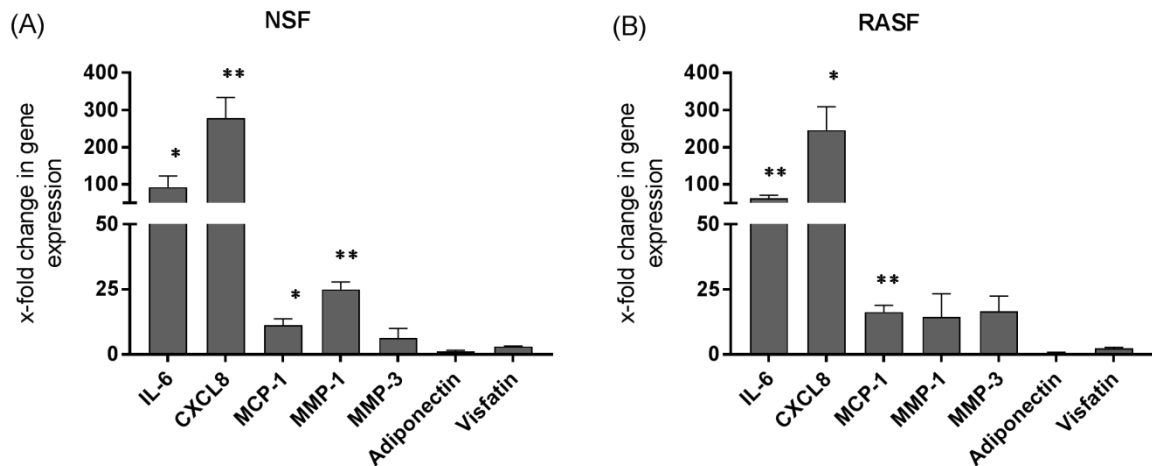 (A)
NSF
x-fold change in gene
expression
400
300
200
100
50
25
0
*
**
*
**
IL-6
CXCL8
MCP-1
MMP-1
MMP-3
Adiponectin
Visfatin
(B)
RASF
x-fold change in gene
expression
400
300
200
100
50
25
0
**
*
**
IL-6
CXCL8
MCP-1
MMP-1
MMP-3
Adiponectin
Visfatin